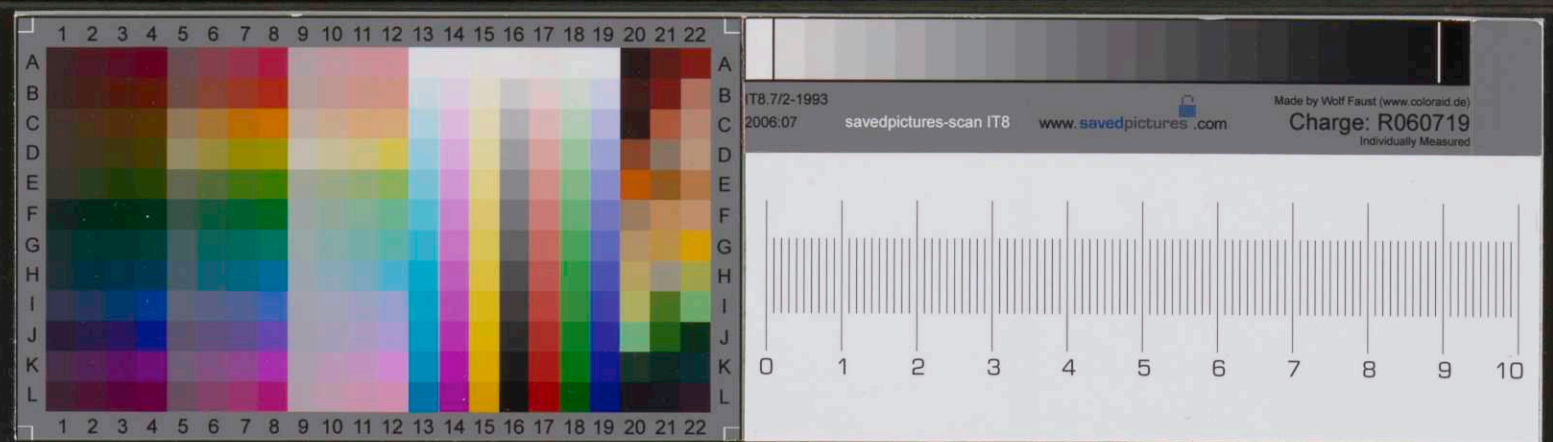 1 2 3 4 5 6 7 8 9 10 11 12 13 14 15 16 17 18 19 20 21 22
A A
B B
C C
D D
E E
F F
G G
H H
I I
J J
K K
L L
1 2 3 4 5 6 7 8 9 10 11 12 13 14 15 16 17 18 19 20 21 22
IT8.7/2-1993
2006:07
savedpictures-scan IT8
www.savedpictures.com
Made by Wolf Faust (www.coloraid.de)
Charge: R060719
Individually Measured
0 1 2 3 4 5 6 7 8 9 10